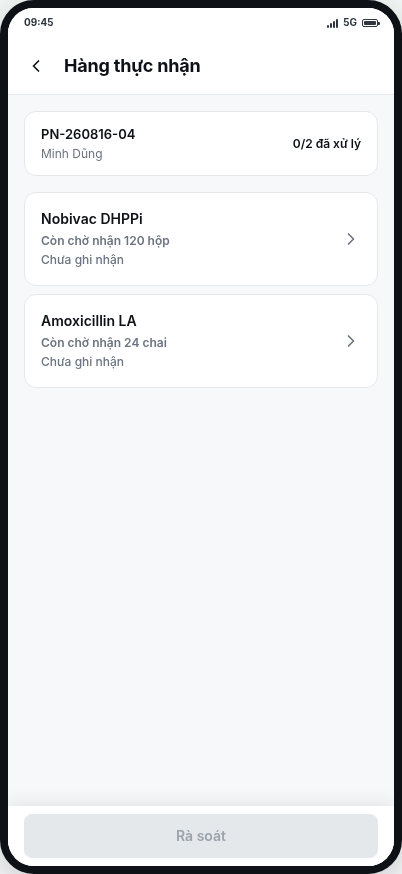 09:45 5G
Hàng thực nhận
PN-260816-04
Minh Dũng
0/2 đã xử lý
Nobivac DHPPi
Còn chờ nhận 120 hộp
Chưa ghi nhận
Amoxicillin LA
Còn chờ nhận 24 chai
Chưa ghi nhận
Rà soát